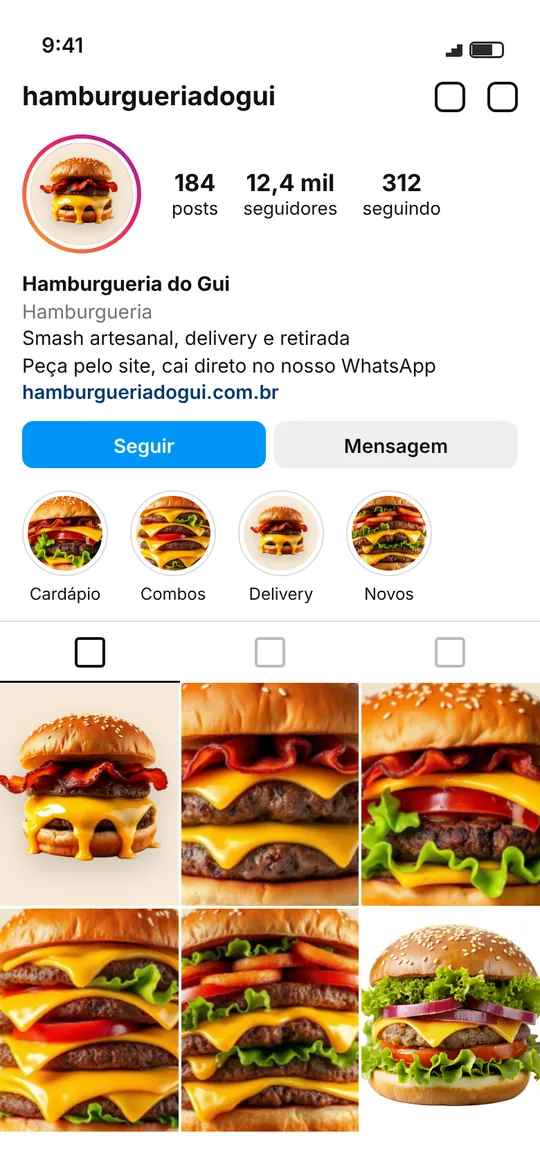 9:41
hamburgueriadogui
184
posts
12,4 mil
seguidores
312
seguindo
Hamburgueria do Gui
Hamburgueria
Smash artesanal, delivery e retirada
Peça pelo site, cai direto no nosso WhatsApp
hamburgueriadogui.com.br
Seguir
Mensagem
Cardápio
Combos
Delivery
Novos